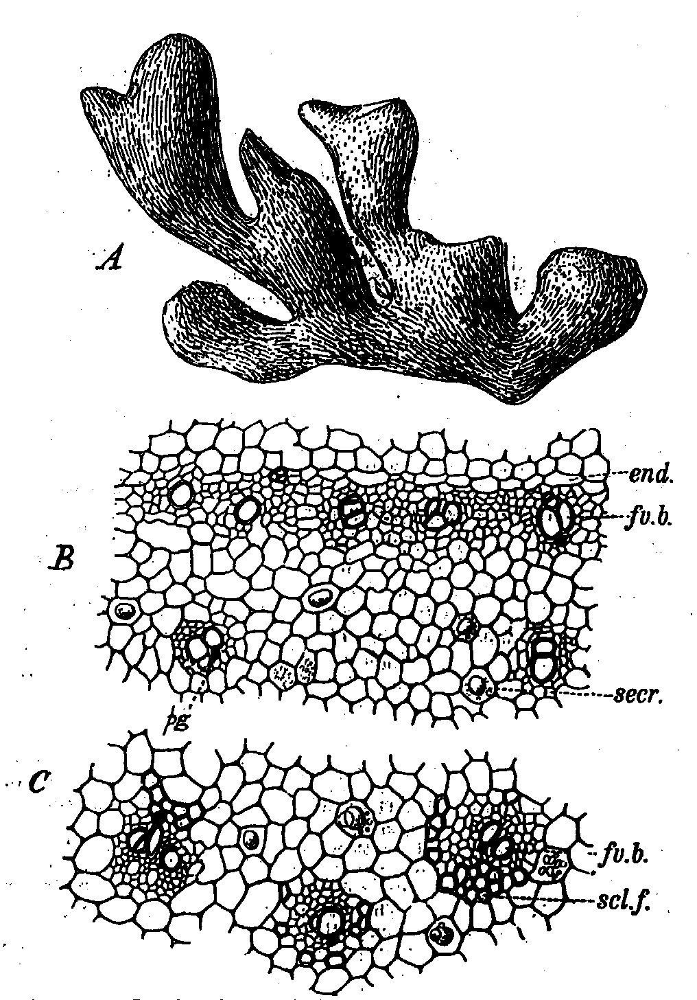 A
end.
fv.b.
B
secr.
pg
C
fv.b.
scl.f.